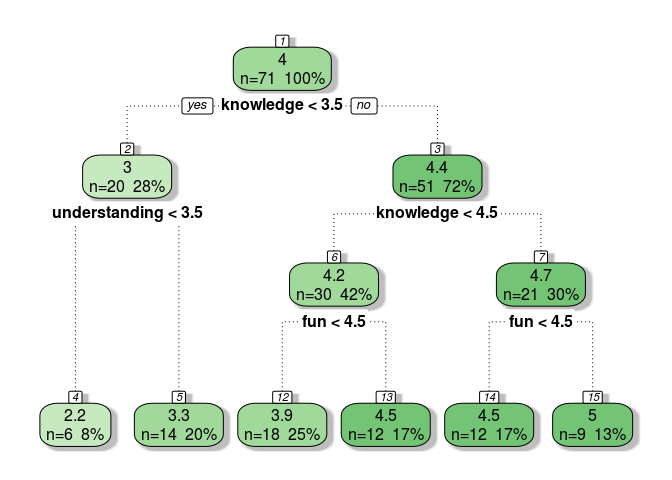 1
4
n=71 100%
yes knowledge < 3.5 no
2
3
n=20 28%
understanding < 3.5
3
4.4
n=51 72%
knowledge < 4.5
6
4.2
n=30 42%
fun < 4.5
7
4.7
n=21 30%
fun < 4.5
4
2.2
n=6 8%
5
3.3
n=14 20%
12
3.9
n=18 25%
13
4.5
n=12 17%
14
4.5
n=12 17%
15
5
n=9 13%